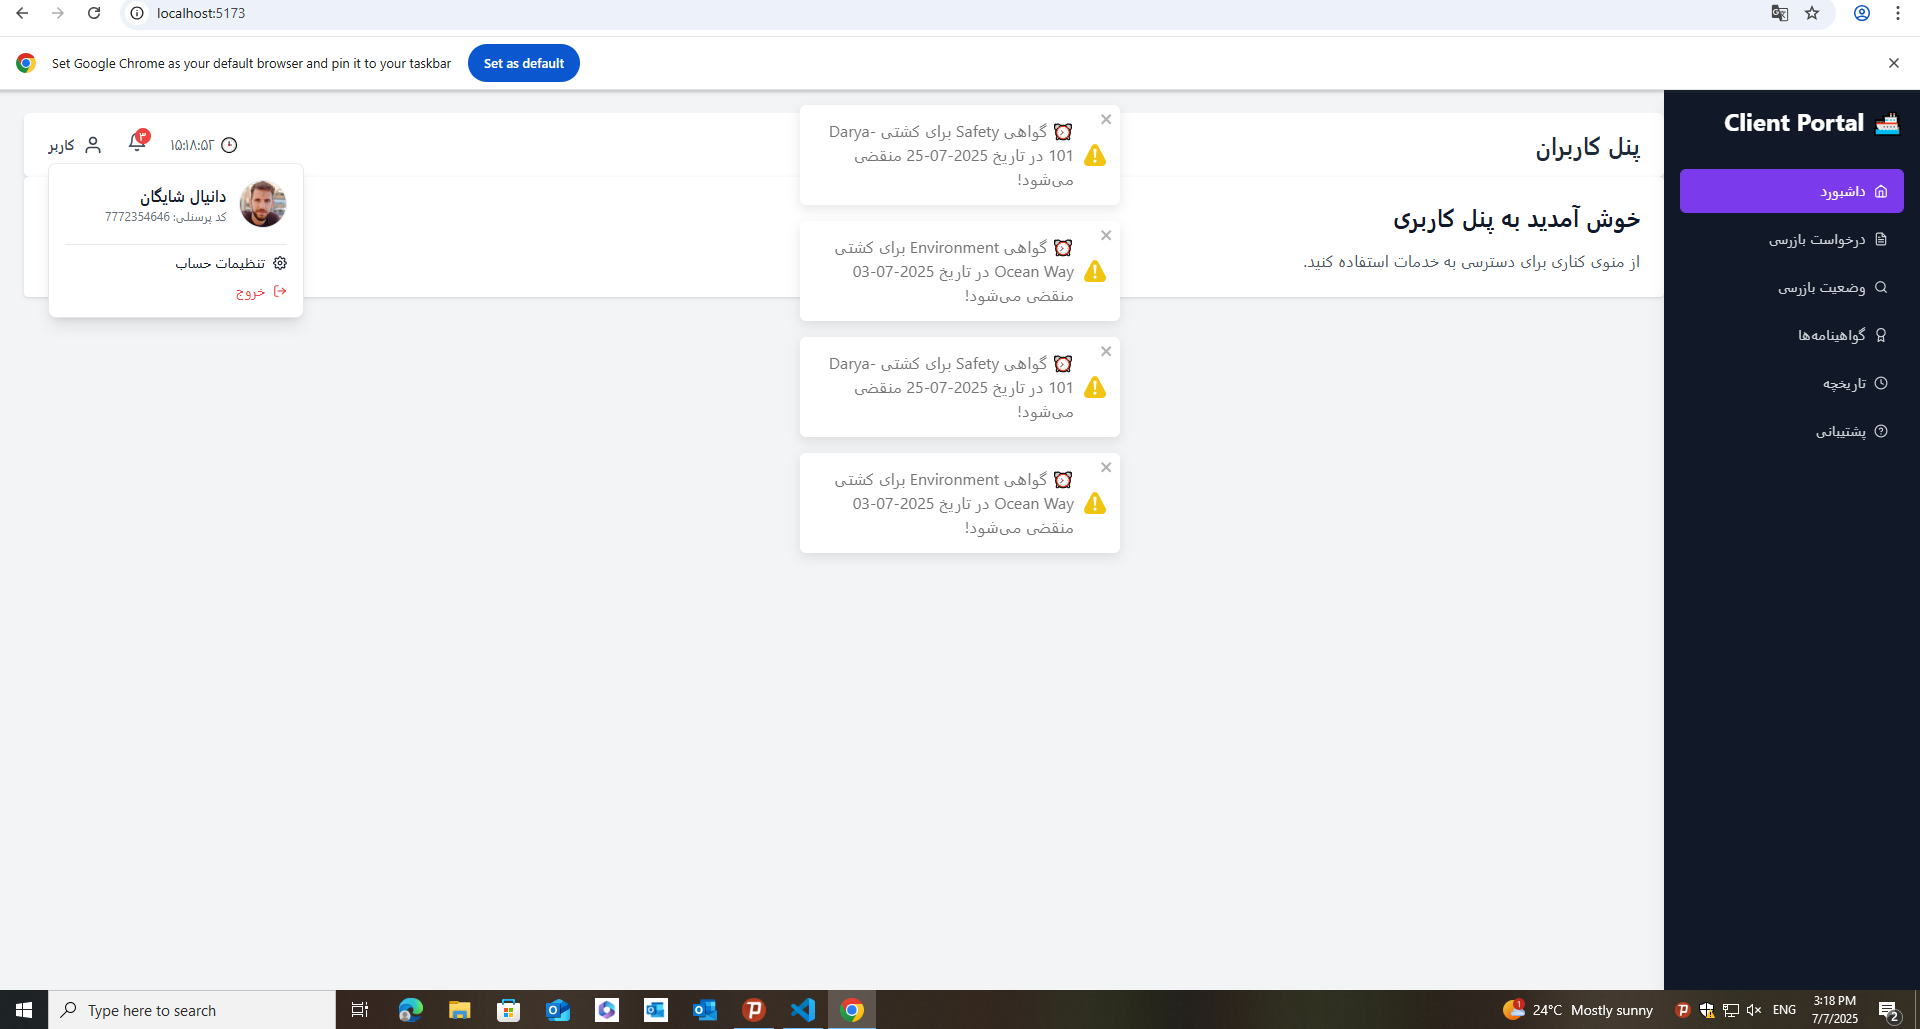 localhost:5173
Set Google Chrome as your default browser and pin it to your taskbar
Set as default
Client Portal
داشبورد
درخواست بازرسی
وضعیت بازرسی
گواهینامه‌ها
تاریخچه
پشتیبانی
پنل کاربران
۱۵:۱۸:۵۲
۳
کاربر
دانیال شایگان
کد پرسنلی: 7772354646
تنظیمات حساب
خروج
خوش آمدید به پنل کاربری
از منوی کناری برای دسترسی به خدمات استفاده کنید.
⏰ گواهی Safety برای کشتی Darya-
101 در تاریخ 2025-07-25 منقضی
می‌شود!
⏰ گواهی Environment برای کشتی
Ocean Way در تاریخ 2025-07-03
منقضی می‌شود!
⏰ گواهی Safety برای کشتی Darya-
101 در تاریخ 2025-07-25 منقضی
می‌شود!
⏰ گواهی Environment برای کشتی
Ocean Way در تاریخ 2025-07-03
منقضی می‌شود!
Type here to search
1
24°C Mostly sunny
ENG
3:18 PM
7/7/2025
2